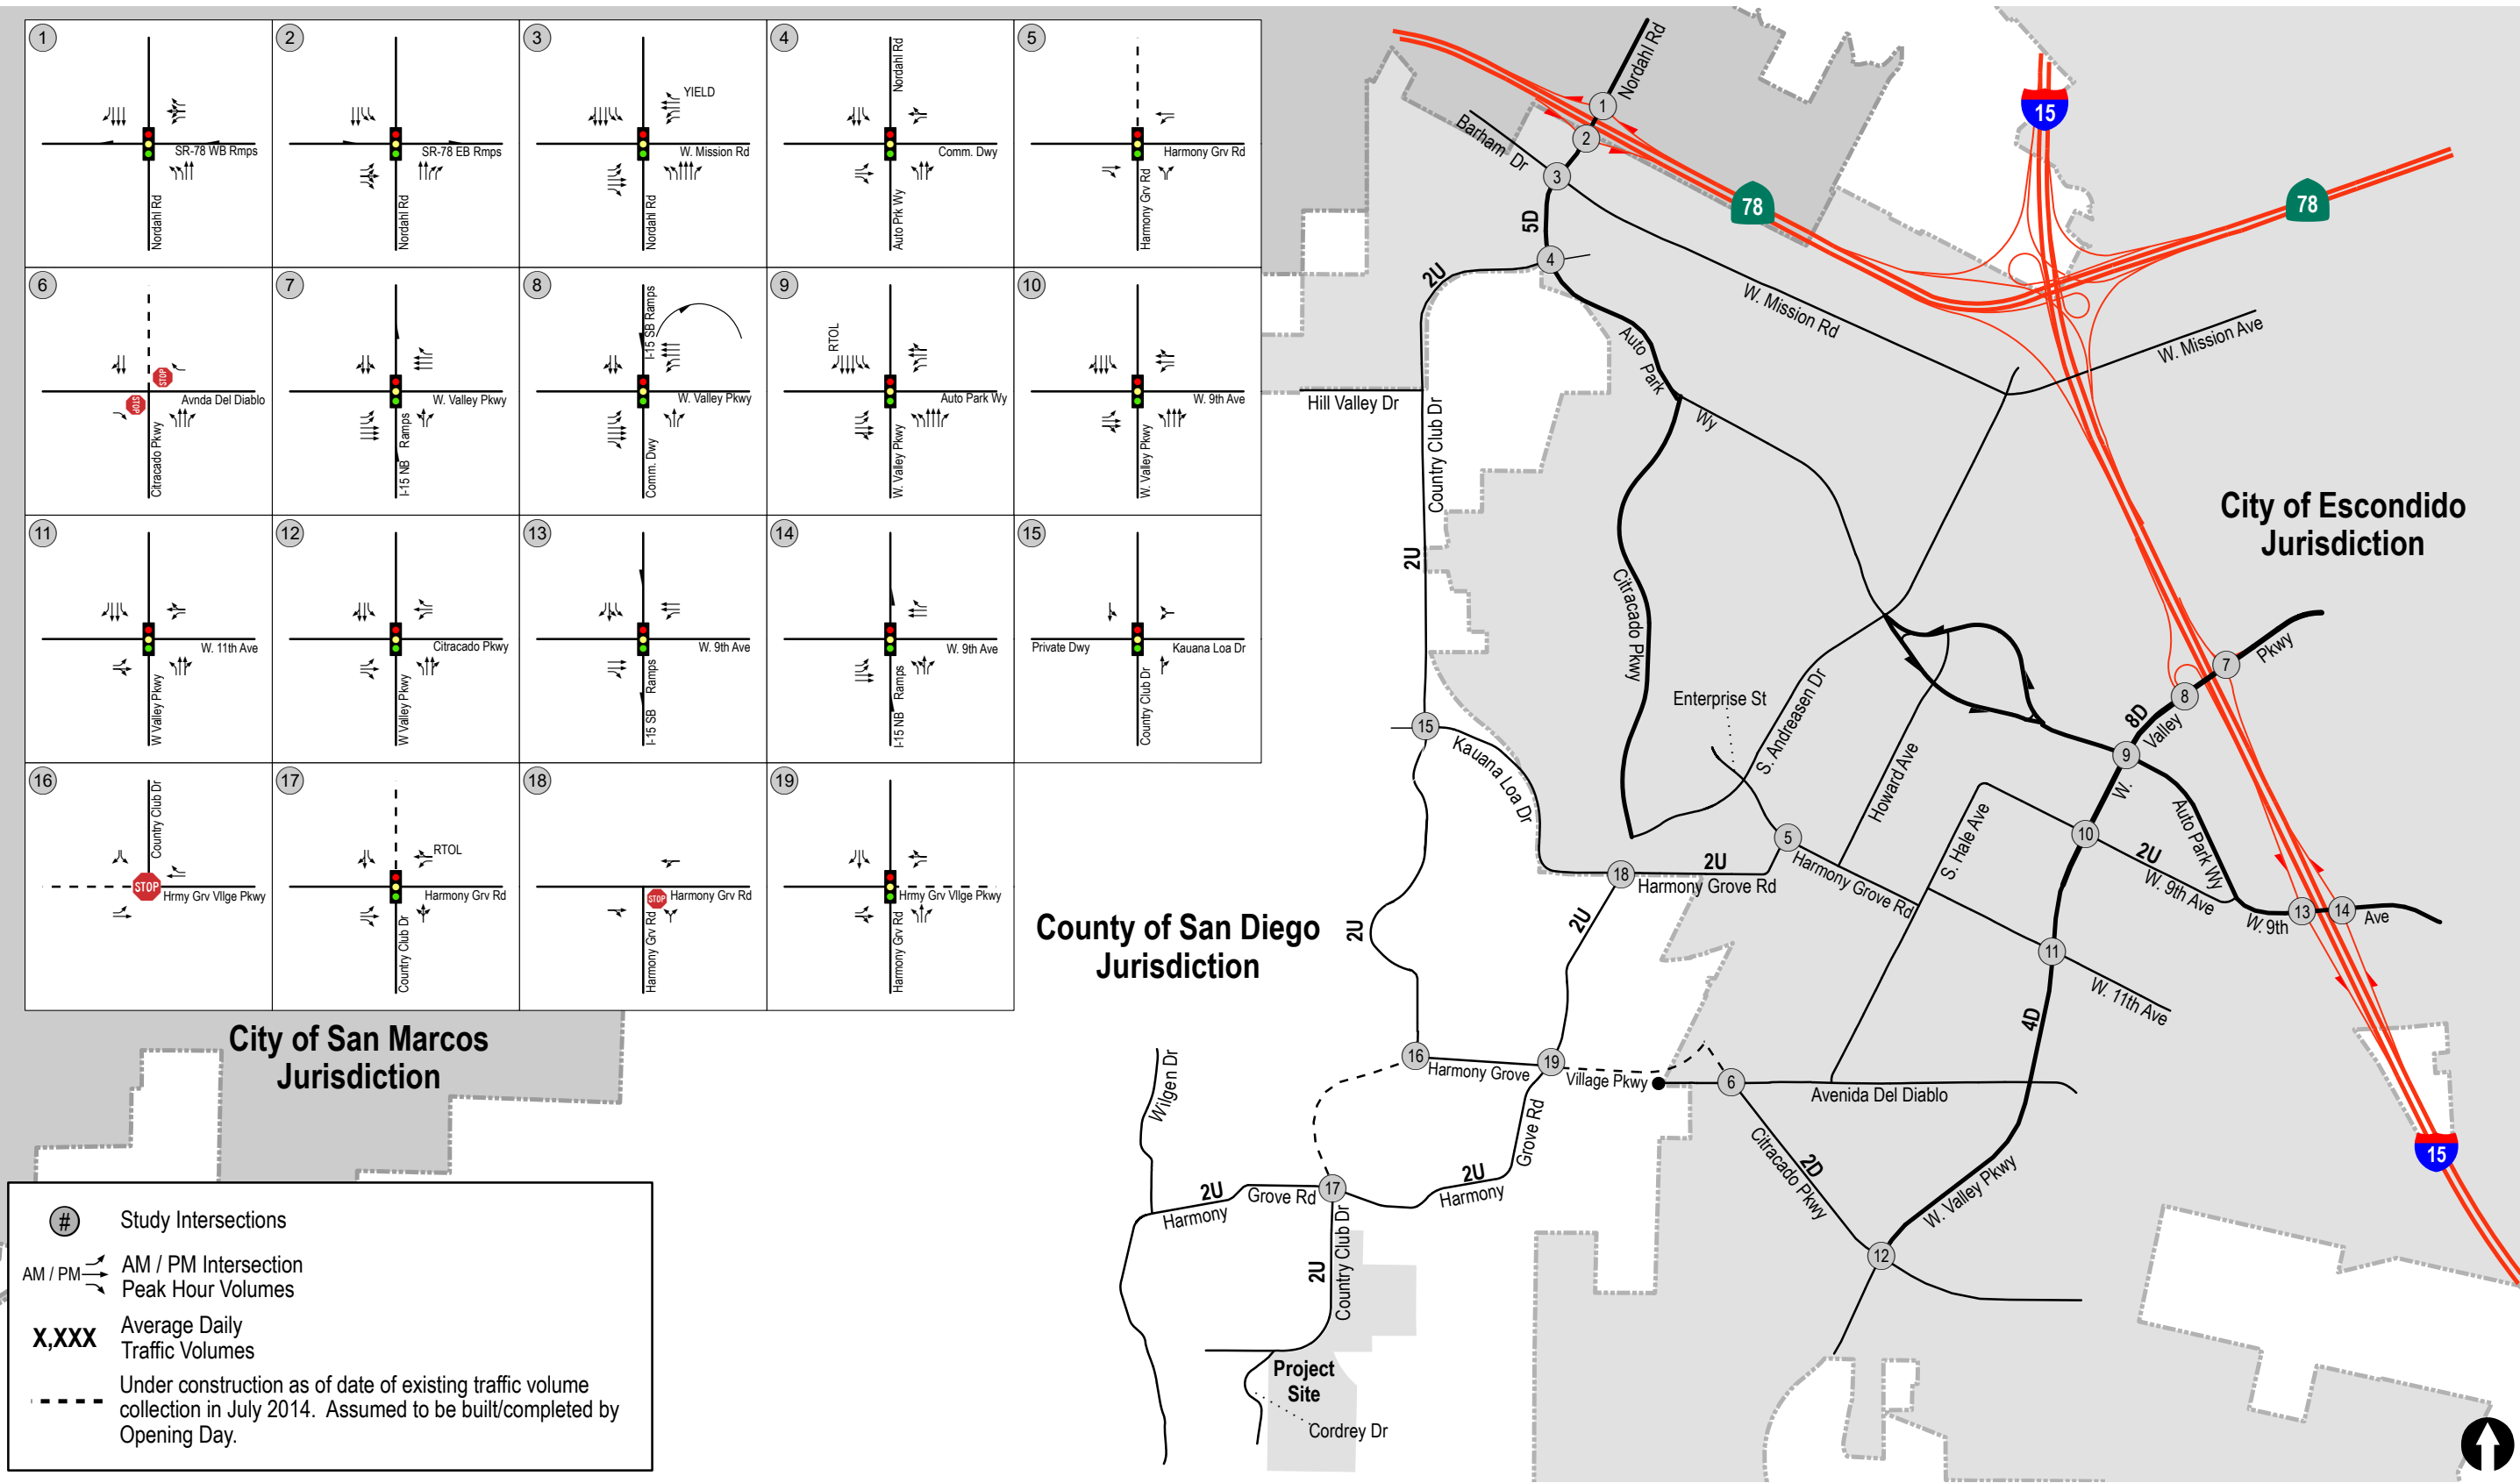 1
Nordahl Rd
SR-78 WB Rmps
2
Nordahl Rd
SR-78 EB Rmps
3
YIELD
W. Mission Rd
Nordahl Rd
4
Nordahl Rd
Comm. Dwy
Auto Prk Wy
5
Harmony Grv Rd
Harmony Grv Rd
6
STOP
STOP
Avnda Del Diablo
Citracado Pkwy
7
W. Valley Pkwy
I-15 NB Ramps
8
I-15 SB Ramps
W. Valley Pkwy
Comm. Dwy
9
RTOL
Auto Park Wy
W. Valley Pkwy
10
W. 9th Ave
W. Valley Pkwy
11
W. 11th Ave
W Valley Pkwy
12
Citracado Pkwy
W Valley Pkwy
13
W. 9th Ave
I-15 SB Ramps
14
W. 9th Ave
I-15 NB Ramps
15
Private Dwy
Kauana Loa Dr
Country Club Dr
16
Country Club Dr
STOP
Hrmy Grv Vllge Pkwy
17
RTOL
Harmony Grv Rd
Country Club Dr
18
STOP
Harmony Grv Rd
Harmony Grv Rd
19
Hrmy Grv Vllge Pkwy
Harmony Grv Rd
Nordahl Rd
1
2
3
Barham Dr
5D
4
2U
78
15
78
W. Mission Rd
W. Mission Ave
Auto Park
Wy
Hill Valley Dr
Country Club Dr
2U
City of Escondido
Jurisdiction
Citracado Pkwy
Enterprise St
S. Andreasen Dr
Howard Ave
7
Pkwy
8
8D
Valley
9
W.
15
Kauana Loa Dr
S. Hale Ave
Auto Park Wy
10
2U
W. 9th Ave
5
Harmony Grove Rd
18
2U
Harmony Grove Rd
13
14
Ave
W. 9th
11
W. 11th Ave
County of San Diego
Jurisdiction
2U
2U
4D
City of San Marcos
Jurisdiction
16
Harmony Grove
19
Village Pkwy
6
Avenida Del Diablo
Wilgen Dr
Grove Rd
Citracado Pkwy
2D
W. Valley Pkwy
15
2U
Harmony
Grove Rd
17
2U
Harmony
12
2U
Country Club Dr
Project
Site
Cordrey Dr
#
Study Intersections
AM / PM
AM / PM Intersection
Peak Hour Volumes
X,XXX
Average Daily
Traffic Volumes
Under construction as of date of existing traffic volume
collection in July 2014. Assumed to be built/completed by
Opening Day.